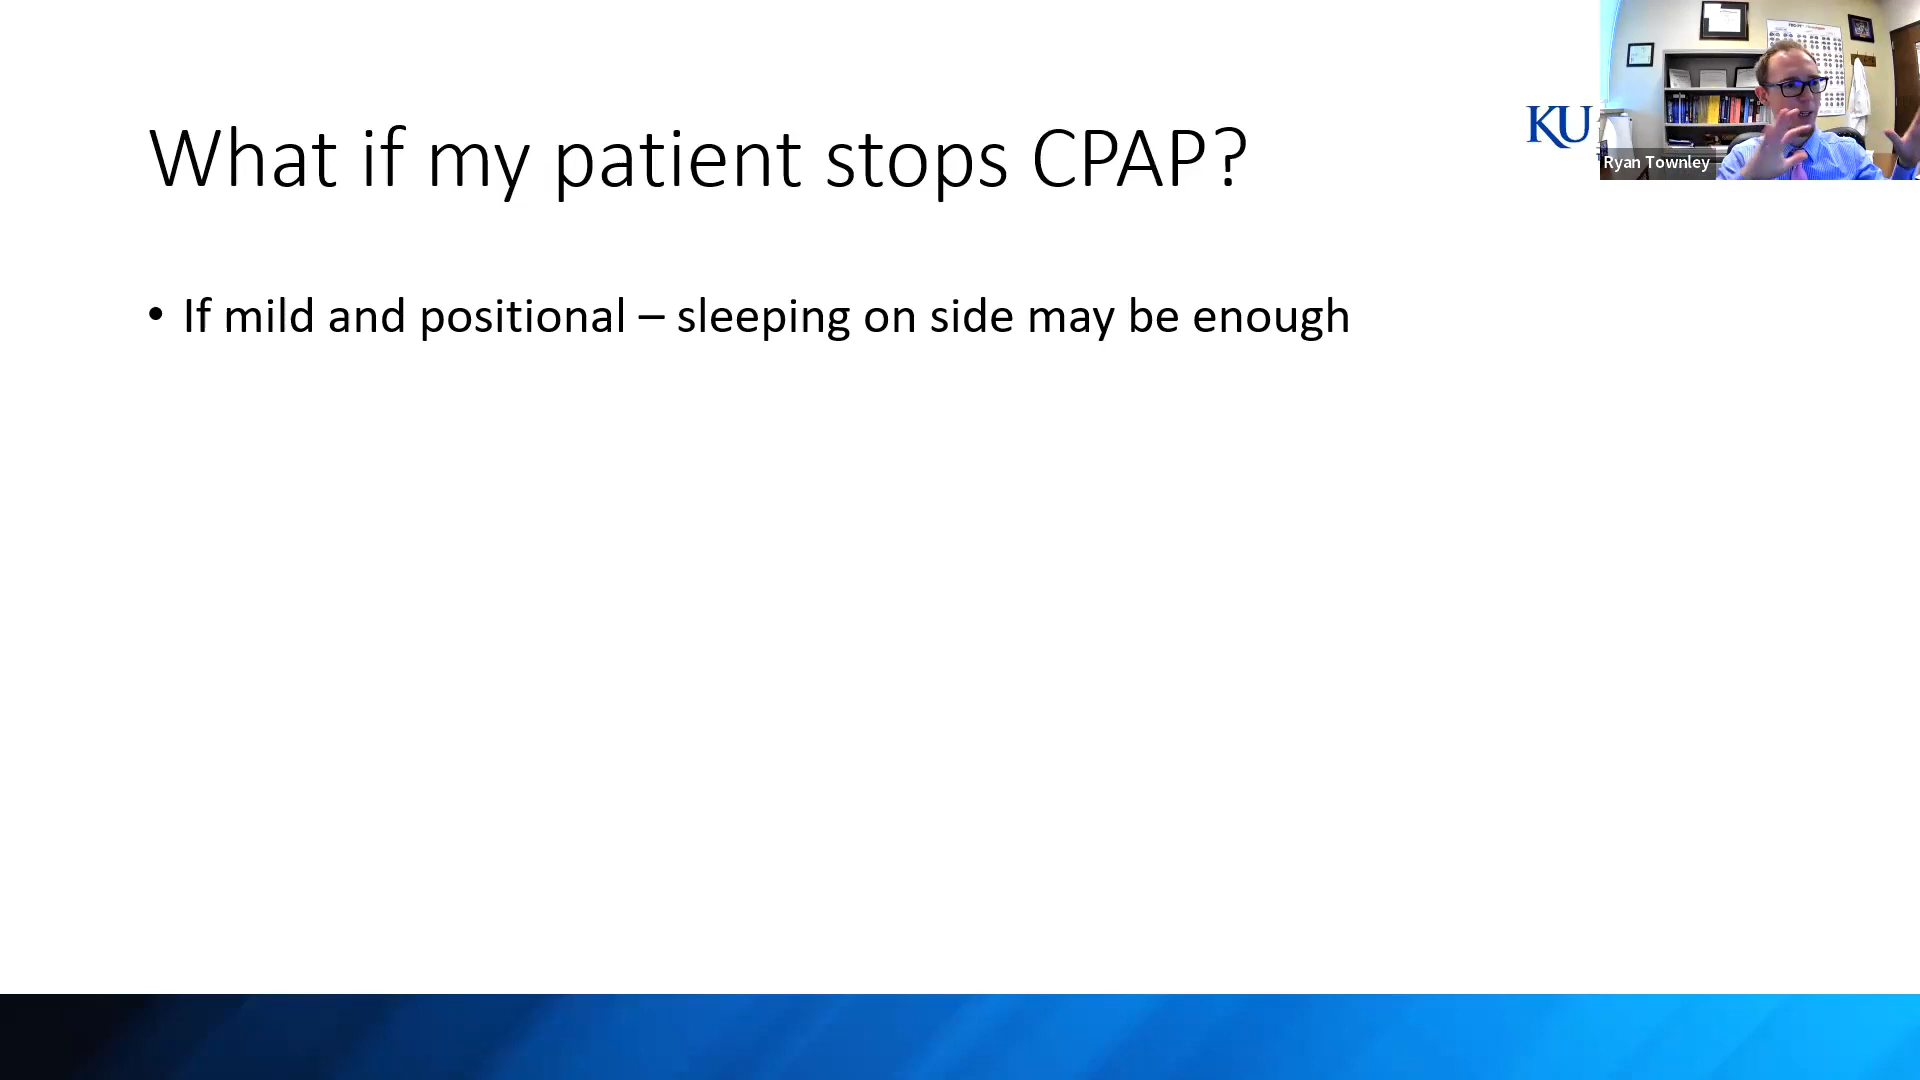 What if my patient stops CPAP?
KU
Ryan Townley
• If mild and positional – sleeping on side may be enough